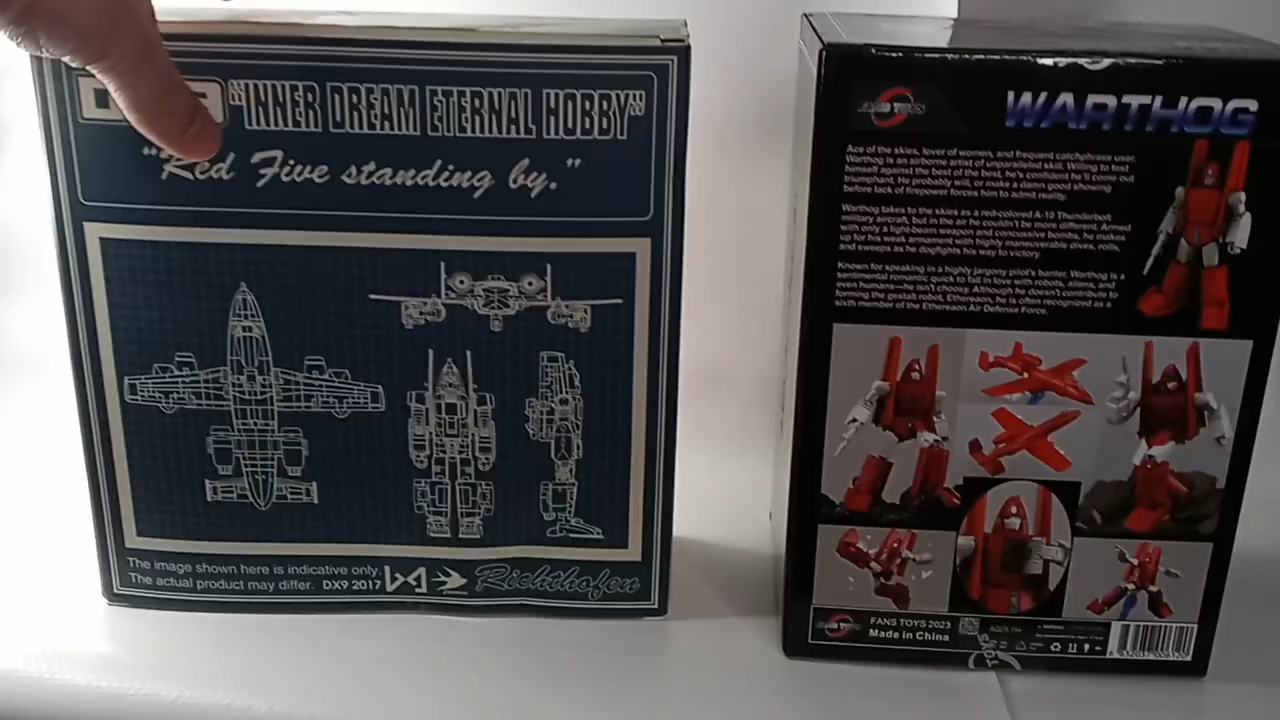 "INNER DREAM ETERNAL HOBBY"
"Red Five standing by."
The image shown here is indicative only.
The actual product may differ. DX9 2017
Richthofen
FANS TOYS
WARTHOG
Ace of the skies, lover of women, and frequent catchphrase user,
Warthog is an airborne artist of unparalleled skill. Willing to test
himself against the best of the best, he's confident he'll come out
triumphant. He probably will, or make a damn good showing
before lack of firepower forces him to admit reality.
Warthog takes to the skies as a red-colored A-10 Thunderbolt
military aircraft, but in the air he couldn't be more different. Armed
with only a light-beam weapon and concussive bombs, he makes
up for his weak armament with highly maneuverable dives, rolls,
and sweeps as he dogfights his way to victory.
Known for speaking in a highly jargony pilot's banter, Warthog is a
sentimental romantic quick to fall in love with robots, aliens, and
even humans—he isn't choosy. Although he doesn't contribute to
forming the gestalt robot, Ethereaon, he is often recognized as a
sixth member of the Ethereaon Air Defense Force.
FANS TOYS
FANS TOYS 2023
Made in China
AGES 15+
TOYS